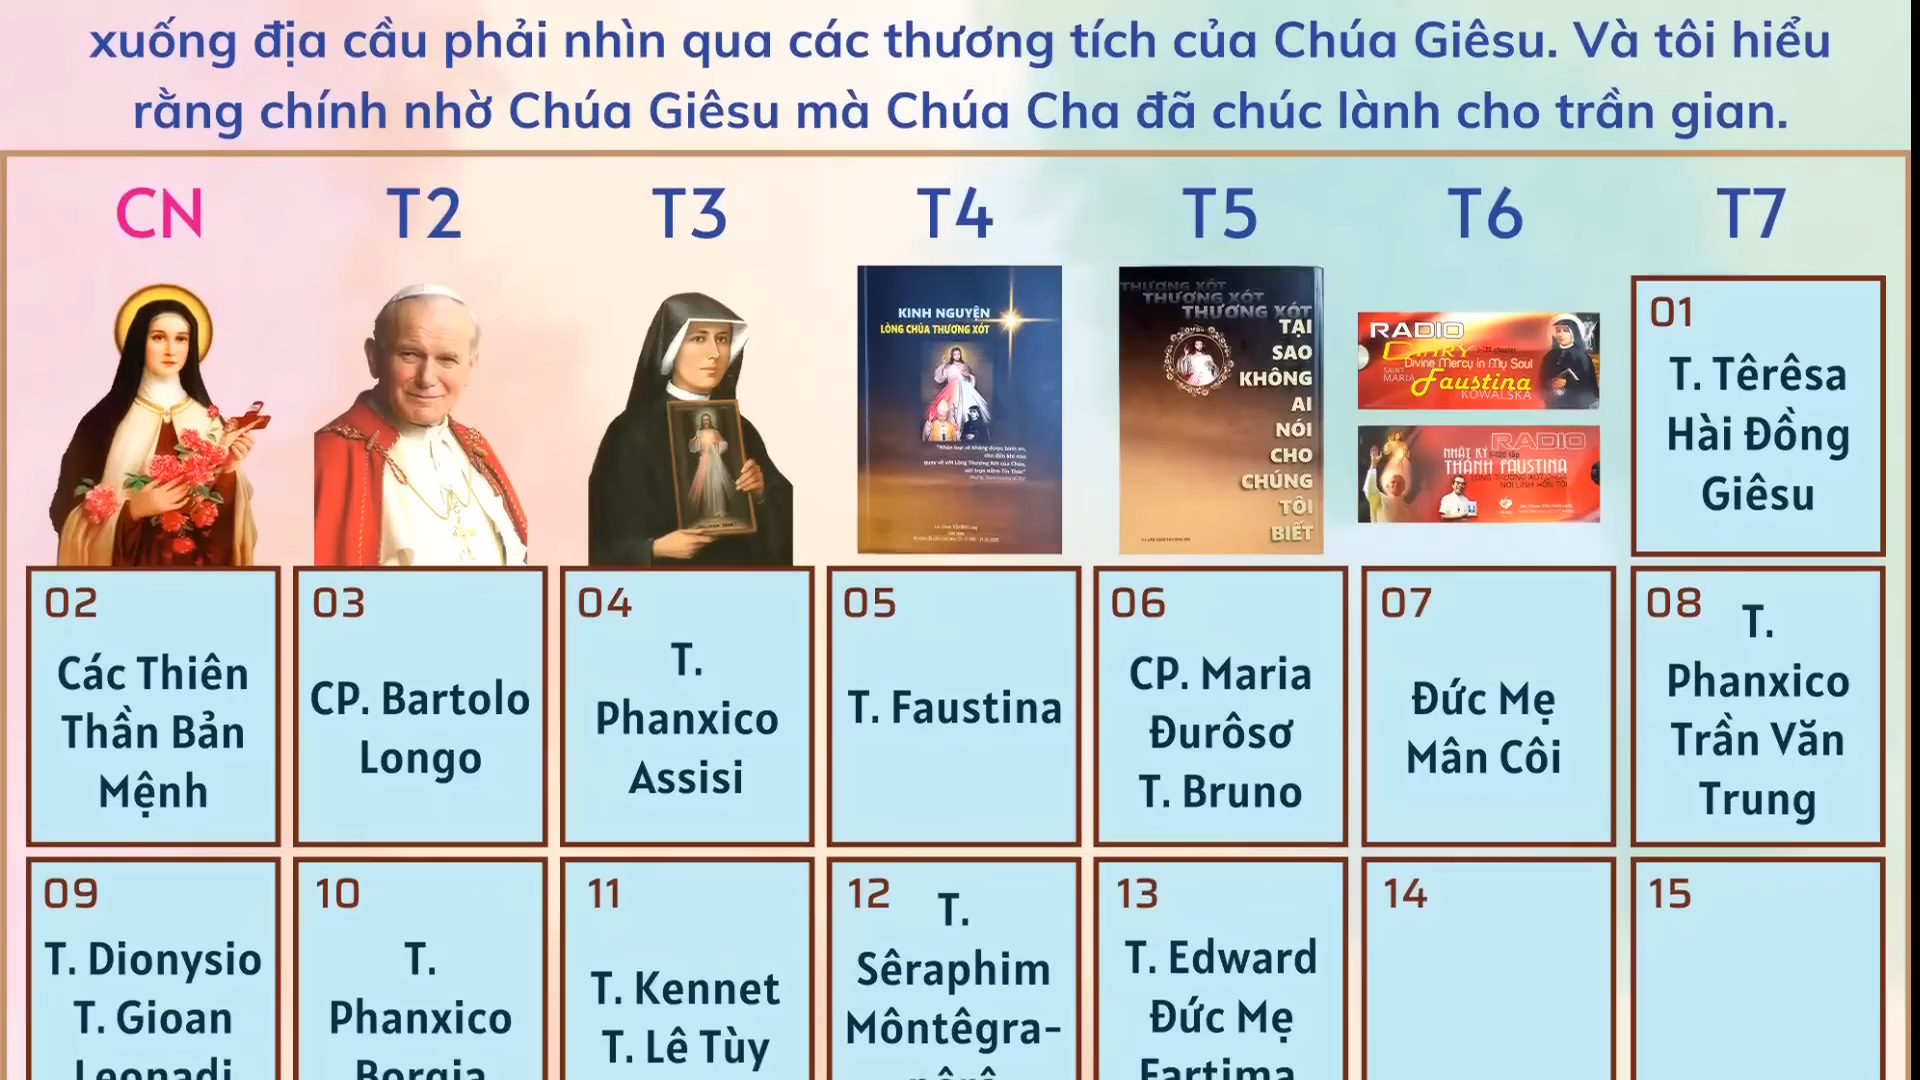 xuống địa cầu phải nhìn qua các thương tích của Chúa Giêsu. Và tôi hiểu
rằng chính nhờ Chúa Giêsu mà Chúa Cha đã chúc lành cho trần gian.
CN T2 T3 T4 T5 T6 T7
KINH NGUYỆN
LÒNG CHÚA THƯƠNG XÓT
THƯƠNG XÓT
THƯƠNG XÓT
THƯƠNG XÓT
TẠI
SAO
KHÔNG
AI
NÓI
CHO
CHÚNG
TÔI
BIẾT
RADIO
DIARY
Divine Mercy in My Soul
SAINT
MARIA
Faustina
KOWALSKA
RADIO
NHẬT KÝ
THÁNH FAUSTINA
01
T. Têrêsa
Hài Đồng
Giêsu
02
Các Thiên
Thần Bản
Mệnh
03
CP. Bartolo
Longo
04
T.
Phanxico
Assisi
05
T. Faustina
06
CP. Maria
Đurôsơ
T. Bruno
07
Đức Mẹ
Mân Côi
08
T.
Phanxico
Trần Văn
Trung
09
T. Dionysio
T. Gioan
Leonadi
10
T.
Phanxico
Borgia
11
T. Kennet
T. Lê Tùy
12
T.
Sêraphim
Môntêgra-
13
T. Edward
Đức Mẹ
Fartima
14
15